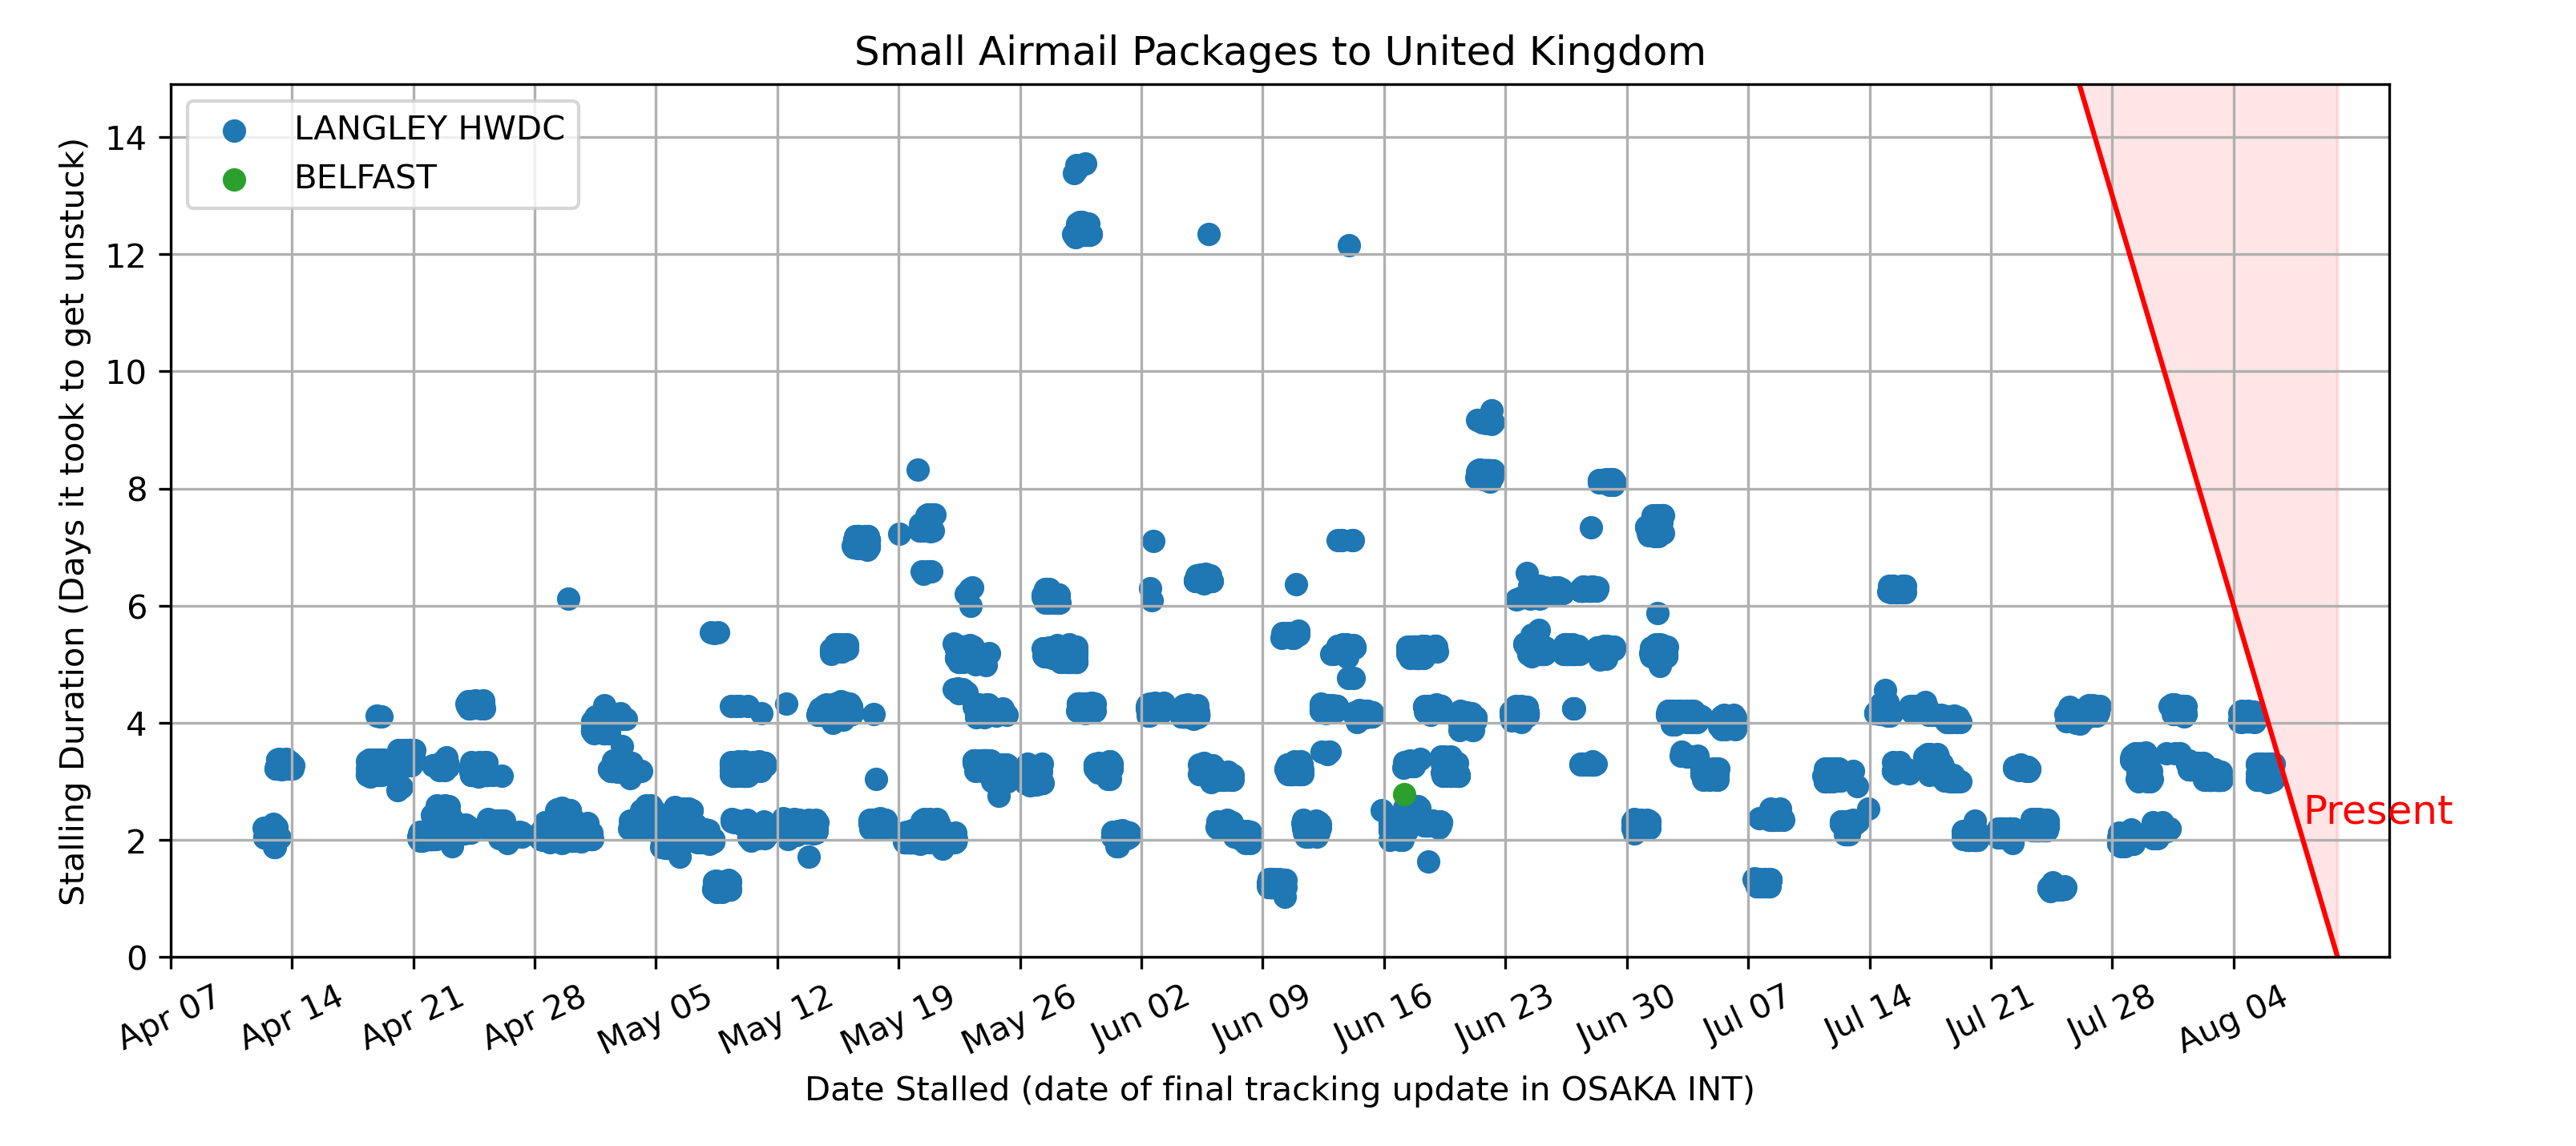 Small Airmail Packages to United Kingdom
LANGLEY HWDC
BELFAST
Stalling Duration (Days it took to get unstuck)
14
12
10
8
6
4
2
0
Present
Apr 07
Apr 14
Apr 21
Apr 28
May 05
May 12
May 19
May 26
Jun 02
Jun 09
Jun 16
Jun 23
Jun 30
Jul 07
Jul 14
Jul 21
Jul 28
Aug 04
Date Stalled (date of final tracking update in OSAKA INT)